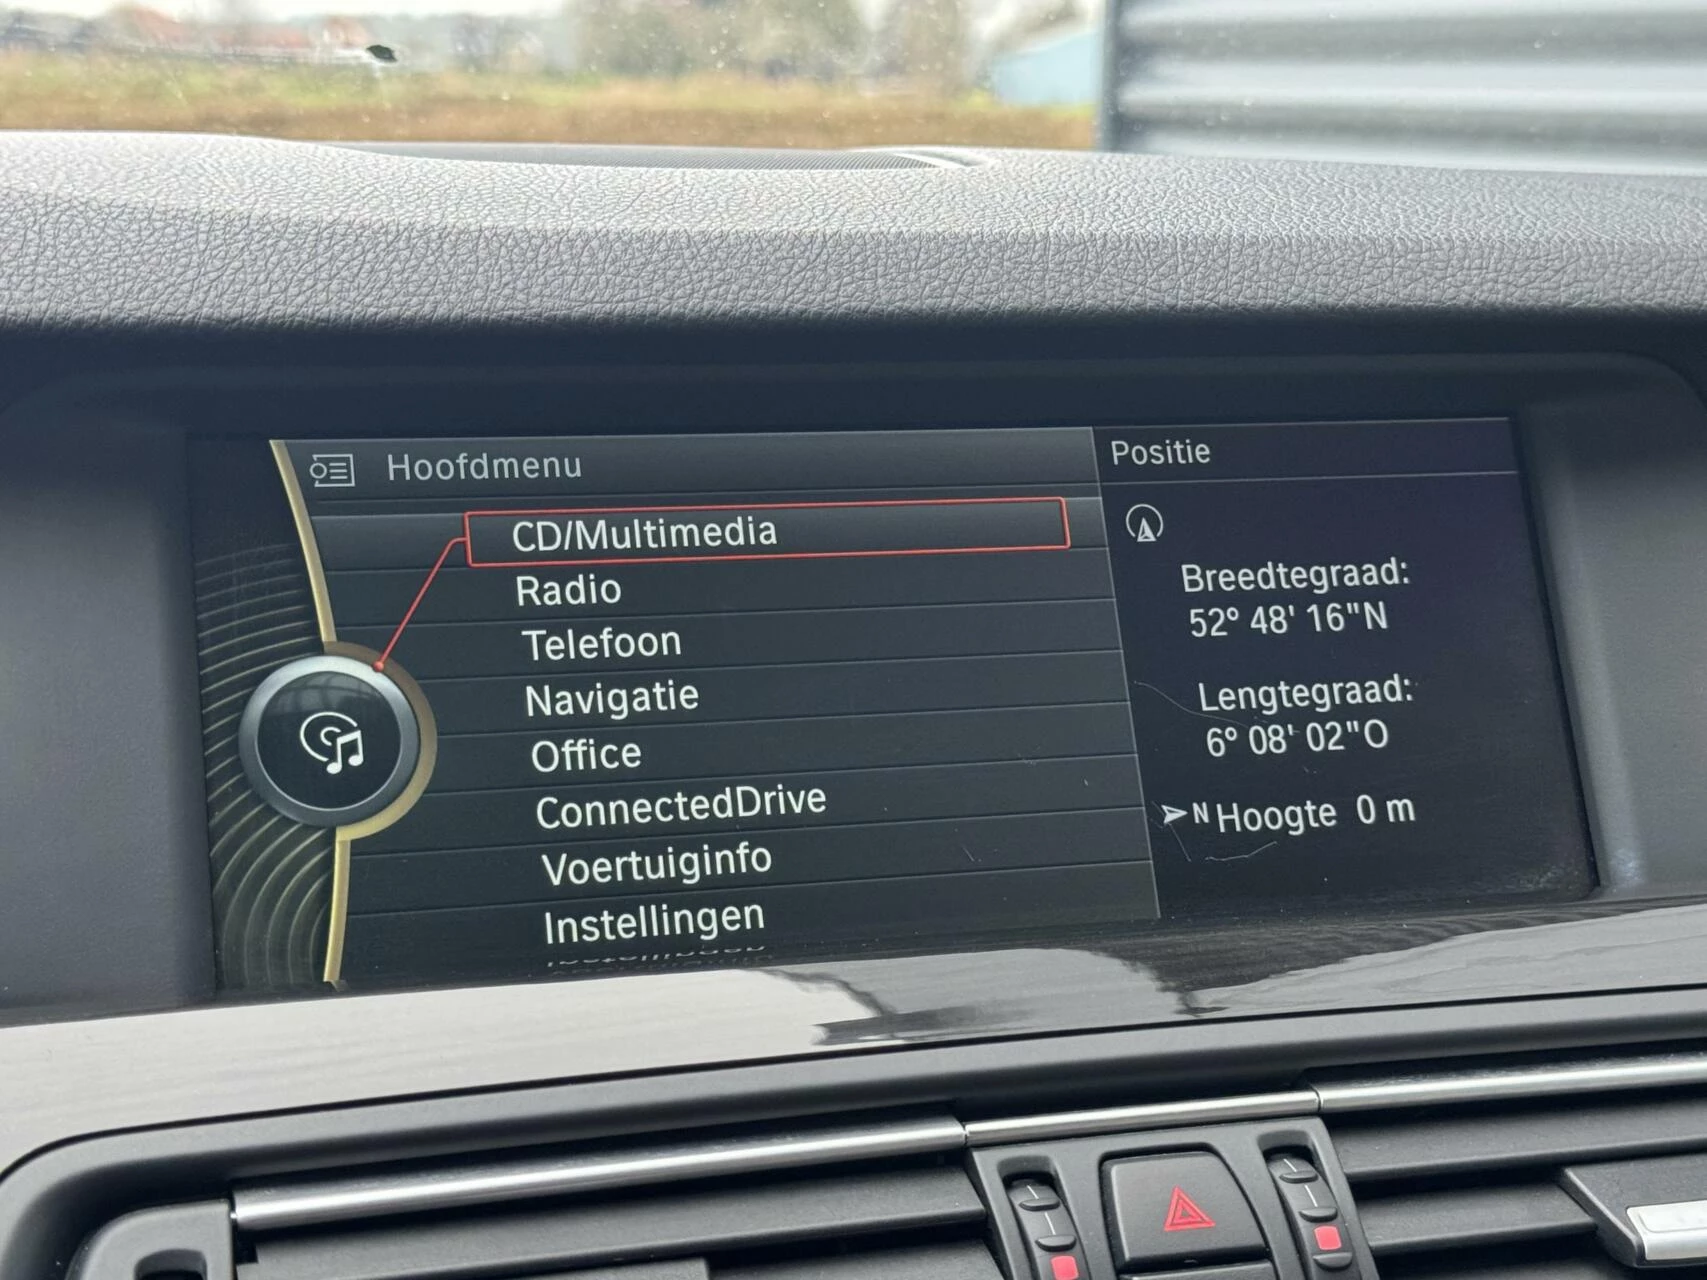 Hoofdmenu
CD/Multimedia
Radio
Telefoon
Navigatie
Office
ConnectedDrive
Voertuiginfo
Instellingen
Positie
Breedtegraad:
52° 48' 16"N
Lengtegraad:
6° 08' 02"O
N Hoogte 0 m